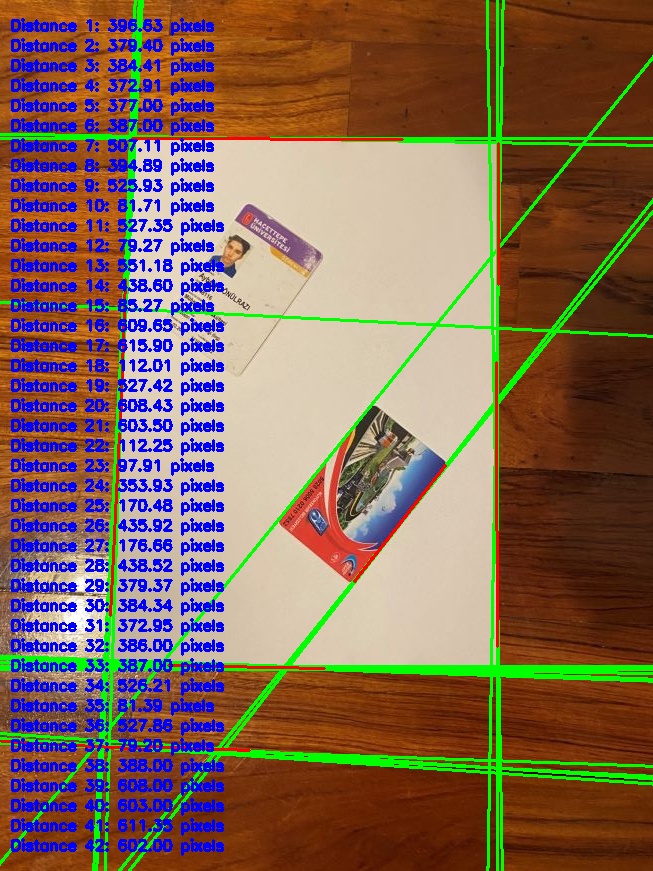 Distance 1: 396.63 pixels
Distance 2: 379.40 pixels
Distance 3: 384.41 pixels
Distance 4: 372.91 pixels
Distance 5: 377.00 pixels
Distance 6: 387.00 pixels
Distance 7: 507.11 pixels
Distance 8: 394.89 pixels
Distance 9: 525.93 pixels
Distance 10: 81.71 pixels
Distance 11: 527.35 pixels
Distance 12: 79.27 pixels
Distance 13: 551.18 pixels
Distance 14: 438.60 pixels
Distance 15: 85.27 pixels
Distance 16: 609.65 pixels
Distance 17: 615.90 pixels
Distance 18: 112.01 pixels
Distance 19: 527.42 pixels
Distance 20: 608.43 pixels
Distance 21: 603.50 pixels
Distance 22: 112.25 pixels
Distance 23: 97.91 pixels
Distance 24: 353.93 pixels
Distance 25: 170.48 pixels
Distance 26: 435.92 pixels
Distance 27: 176.66 pixels
Distance 28: 438.52 pixels
Distance 29: 379.37 pixels
Distance 30: 384.34 pixels
Distance 31: 372.95 pixels
Distance 32: 386.00 pixels
Distance 33: 387.00 pixels
Distance 34: 526.21 pixels
Distance 35: 81.39 pixels
Distance 36: 527.86 pixels
Distance 37: 79.20 pixels
Distance 38: 388.00 pixels
Distance 39: 608.00 pixels
Distance 40: 603.00 pixels
Distance 41: 611.35 pixels
Distance 42: 602.00 pixels
HACETTEPE
ÜNİVERSİTESİ